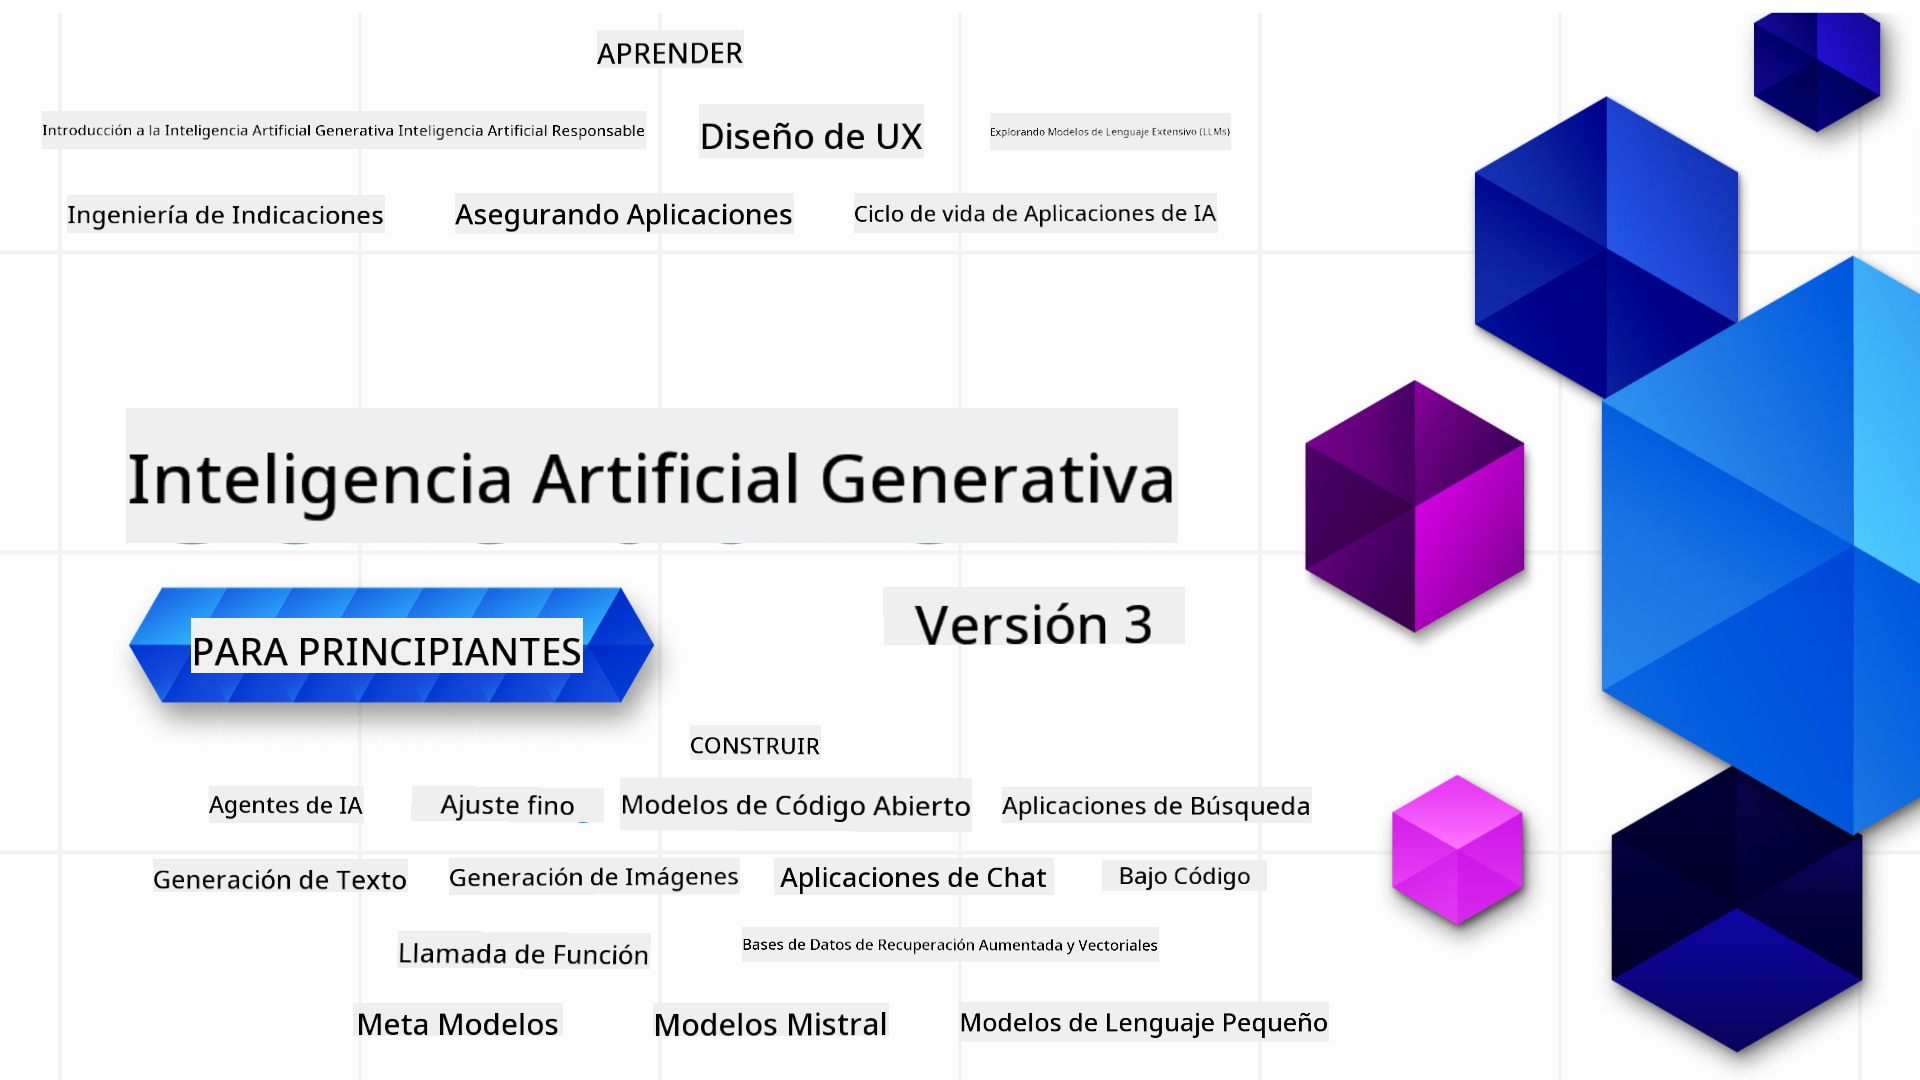 APRENDER
Introducción a la Inteligencia Artificial Generativa Inteligencia Artificial Responsable
Diseño de UX
Explorando Modelos de Lenguaje Extensivo (LLMs)
Ingeniería de Indicaciones
Asegurando Aplicaciones
Ciclo de vida de Aplicaciones de IA
Inteligencia Artificial Generativa
PARA PRINCIPIANTES
Versión 3
CONSTRUIR
Agentes de IA
Ajuste fino
Modelos de Código Abierto
Aplicaciones de Búsqueda
Generación de Texto
Generación de Imágenes
Aplicaciones de Chat
Bajo Código
Llamada de Función
Bases de Datos de Recuperación Aumentada y Vectoriales
Meta Modelos
Modelos Mistral
Modelos de Lenguaje Pequeño